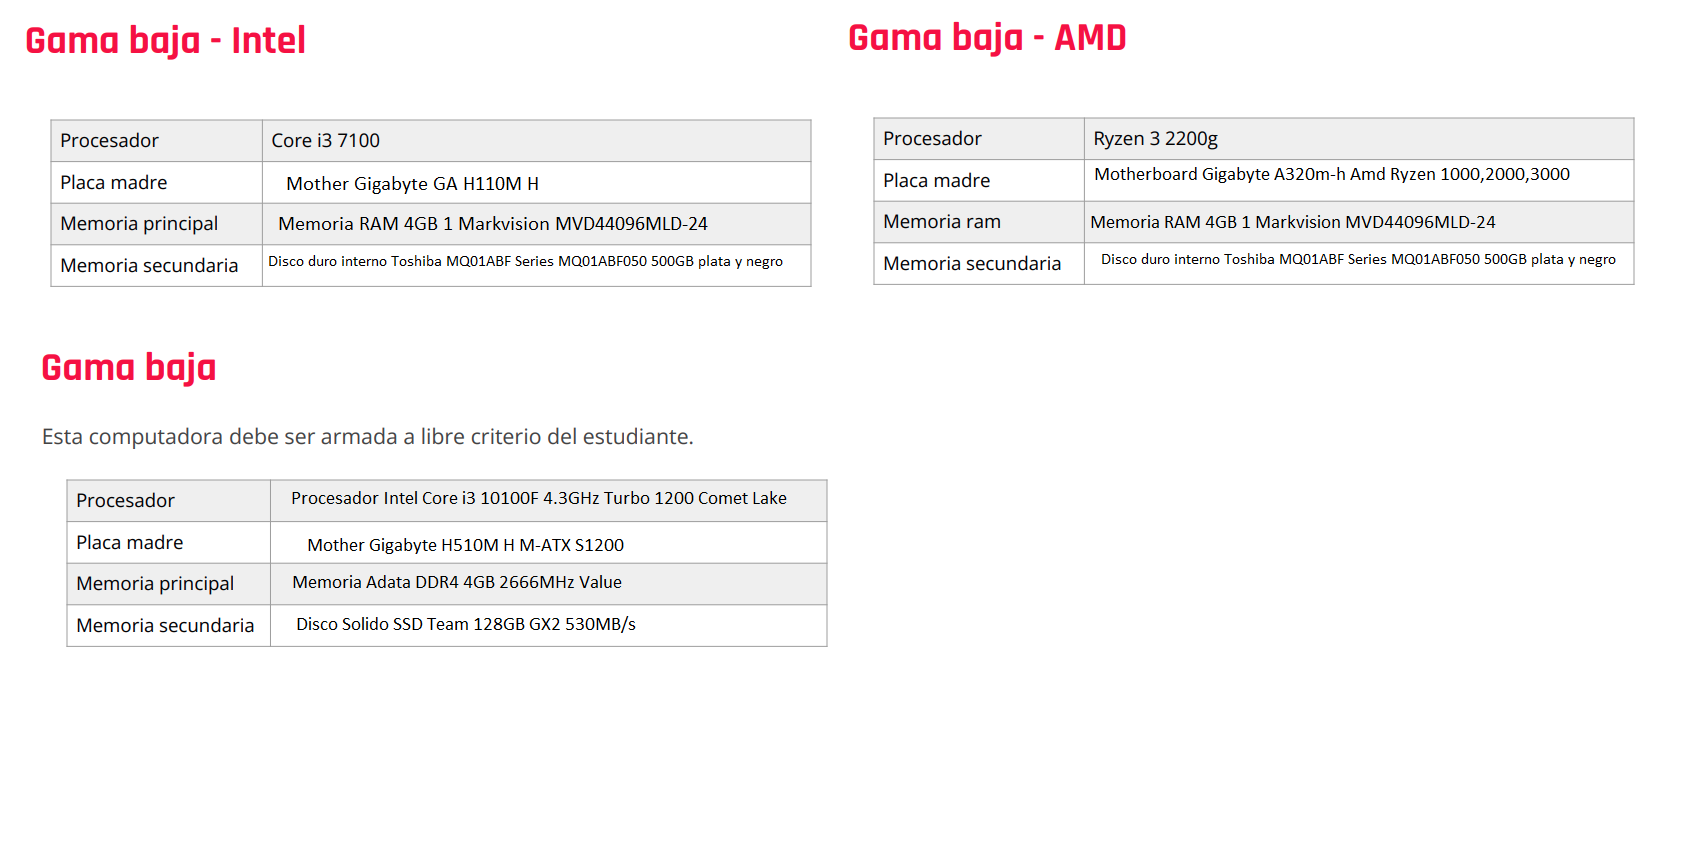 Gama baja - Intel
Procesador Core i3 7100
Placa madre Mother Gigabyte GA H110M H
Memoria principal Memoria RAM 4GB 1 Markvision MVD44096MLD-24
Memoria secundaria Disco duro interno Toshiba MQ01ABF Series MQ01ABF050 500GB plata y negro
Gama baja - AMD
Procesador Ryzen 3 2200g
Placa madre Motherboard Gigabyte A320m-h Amd Ryzen 1000,2000,3000
Memoria ram Memoria RAM 4GB 1 Markvision MVD44096MLD-24
Memoria secundaria Disco duro interno Toshiba MQ01ABF Series MQ01ABF050 500GB plata y negro
Gama baja
Esta computadora debe ser armada a libre criterio del estudiante.
Procesador Procesador Intel Core i3 10100F 4.3GHz Turbo 1200 Comet Lake
Placa madre Mother Gigabyte H510M H M-ATX S1200
Memoria principal Memoria Adata DDR4 4GB 2666MHz Value
Memoria secundaria Disco Solido SSD Team 128GB GX2 530MB/s